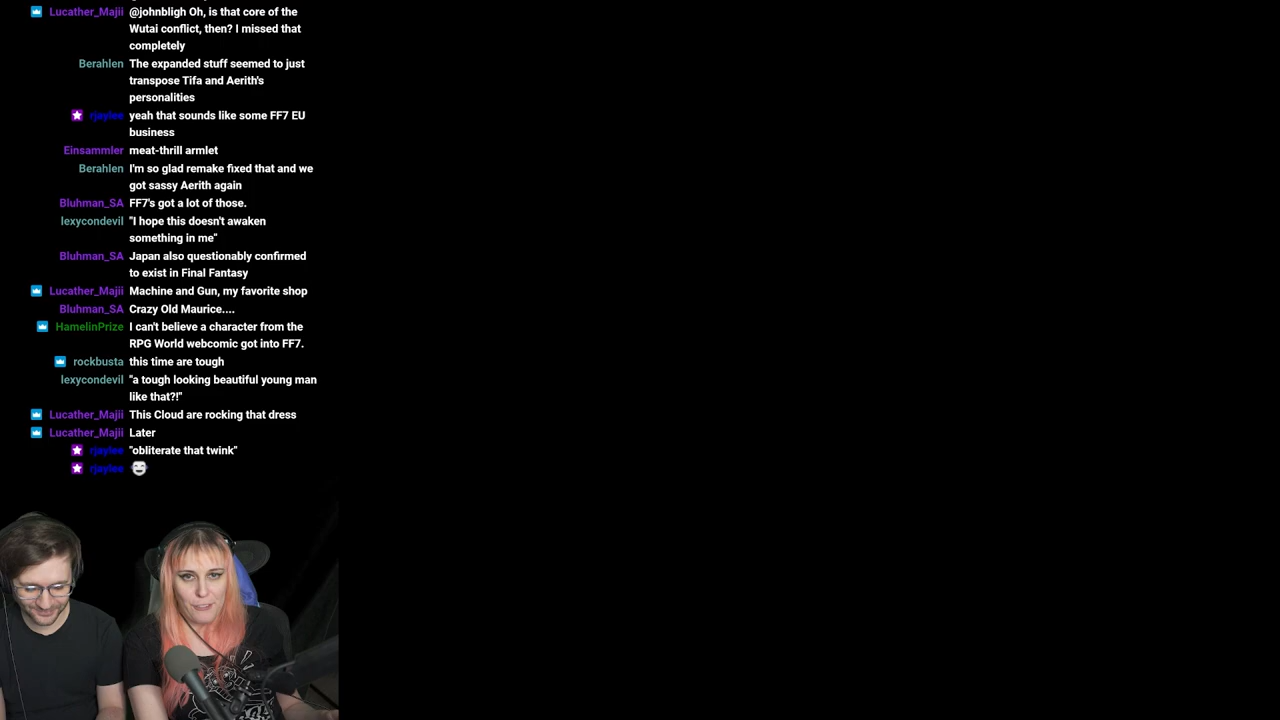 Lucather_Majii @johnbligh Oh, is that core of the
Wutai conflict, then? I missed that
completely
Berahlen The expanded stuff seemed to just
transpose Tifa and Aerith's
personalities
rjaylee yeah that sounds like some FF7 EU
business
Einsammler meat-thrill armlet
Berahlen I'm so glad remake fixed that and we
got sassy Aerith again
Bluhman_SA FF7's got a lot of those.
lexycondevil "I hope this doesn't awaken
something in me"
Bluhman_SA Japan also questionably confirmed
to exist in Final Fantasy
Lucather_Majii Machine and Gun, my favorite shop
Bluhman_SA Crazy Old Maurice....
HamelinPrize I can't believe a character from the
RPG World webcomic got into FF7.
rockbusta this time are tough
lexycondevil "a tough looking beautiful young man
like that?!"
Lucather_Majii This Cloud are rocking that dress
Lucather_Majii Later
rjaylee "obliterate that twink"
rjaylee